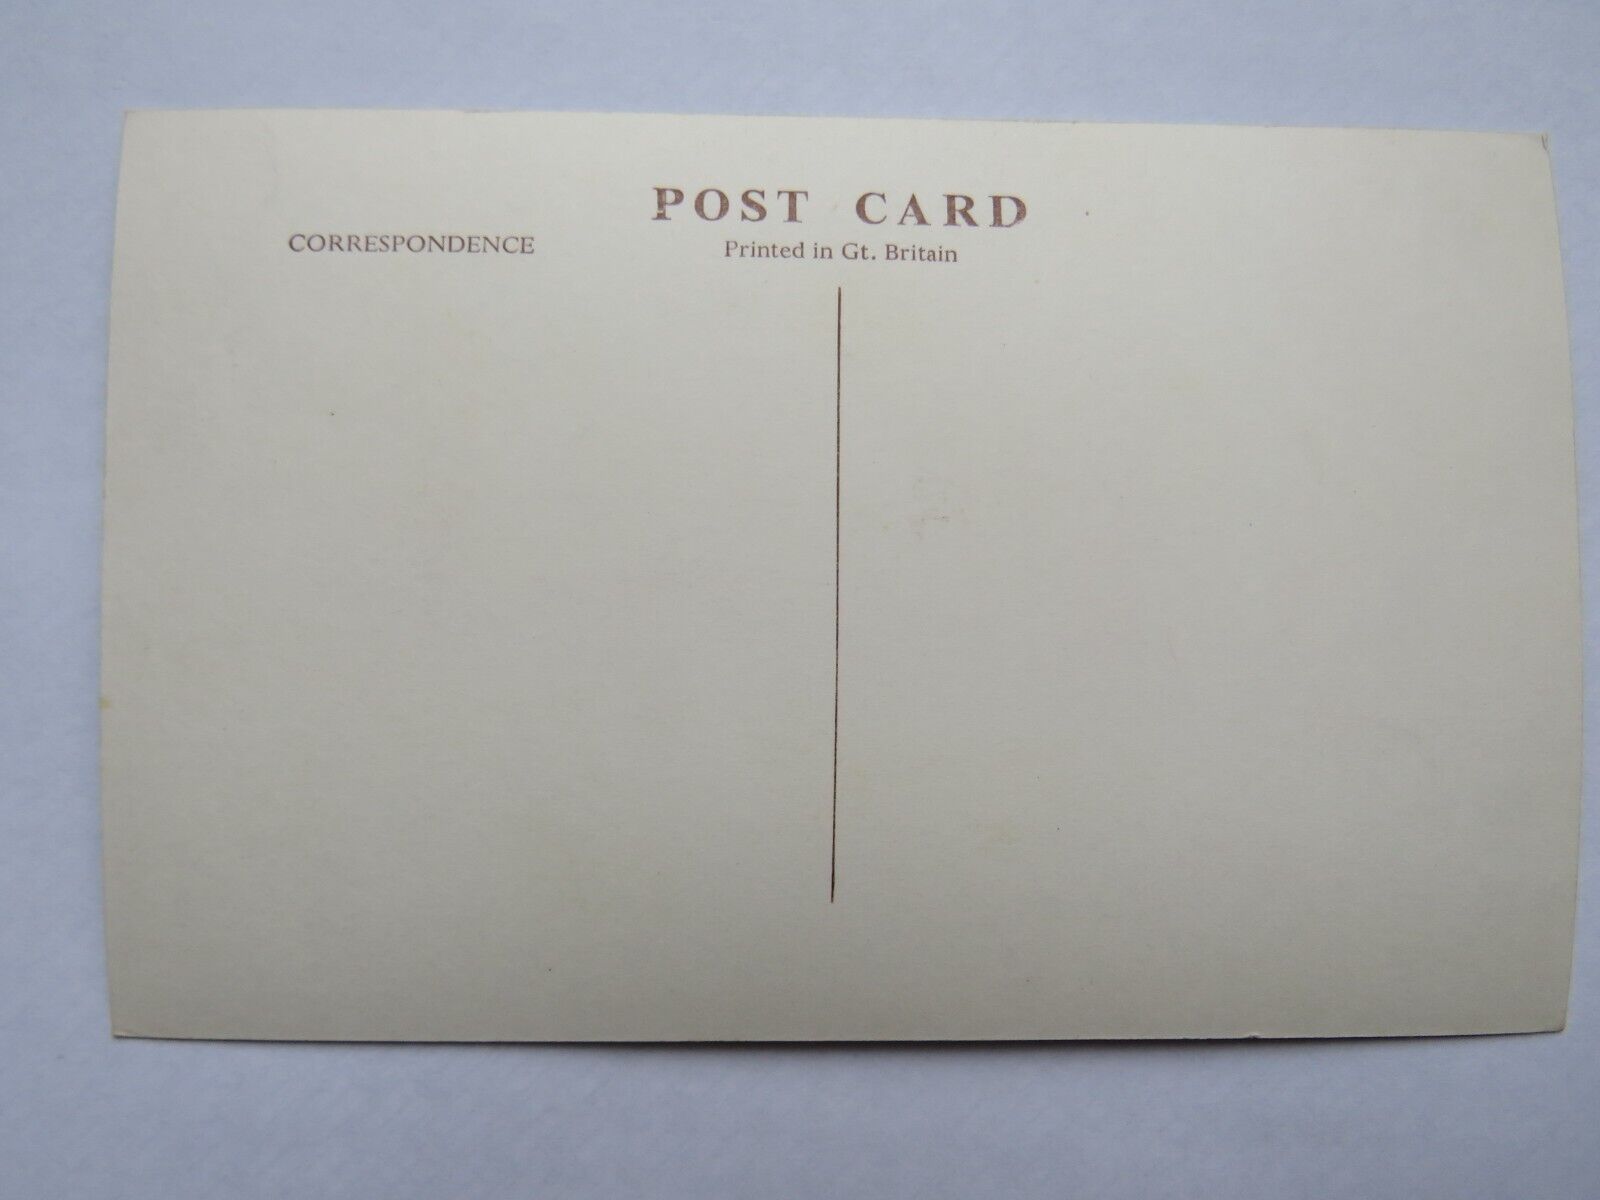 POST CARD
CORRESPONDENCE
Printed in Gt. Britain